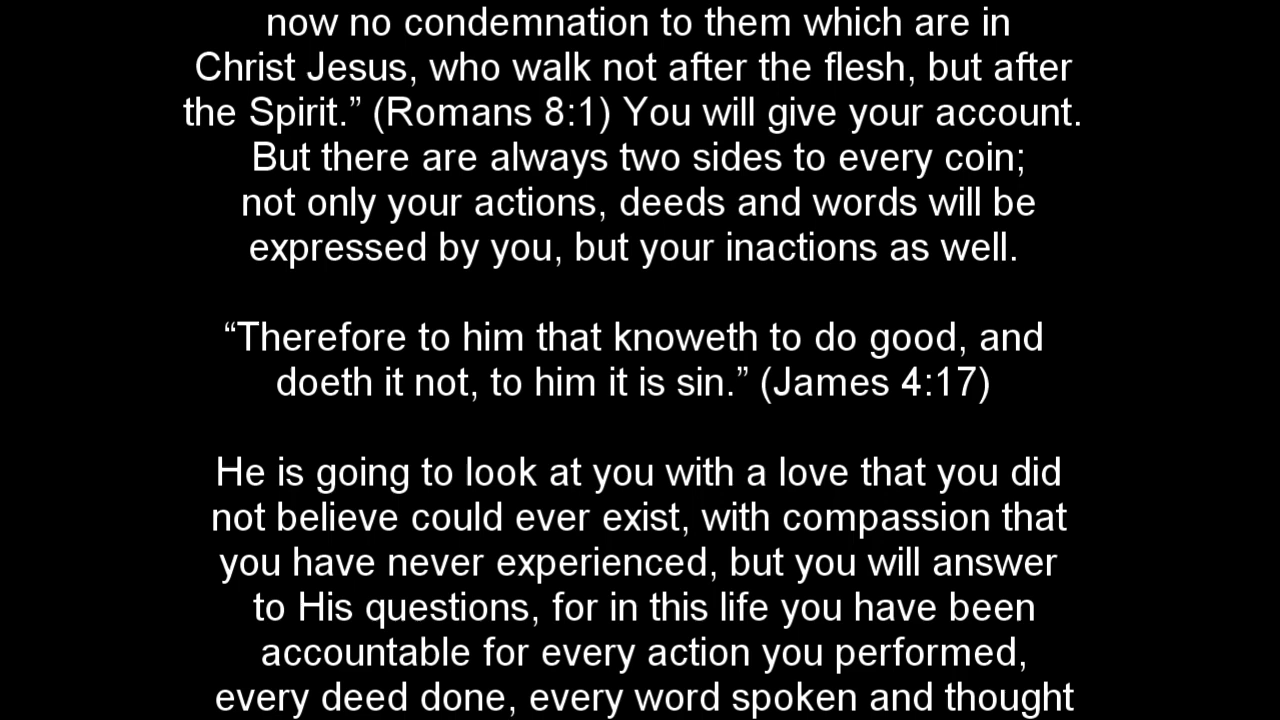 now no condemnation to them which are in
Christ Jesus, who walk not after the flesh, but after
the Spirit.” (Romans 8:1) You will give your account.
But there are always two sides to every coin;
not only your actions, deeds and words will be
expressed by you, but your inactions as well.
“Therefore to him that knoweth to do good, and
doeth it not, to him it is sin.” (James 4:17)
He is going to look at you with a love that you did
not believe could ever exist, with compassion that
you have never experienced, but you will answer
to His questions, for in this life you have been
accountable for every action you performed,
every deed done, every word spoken and thought